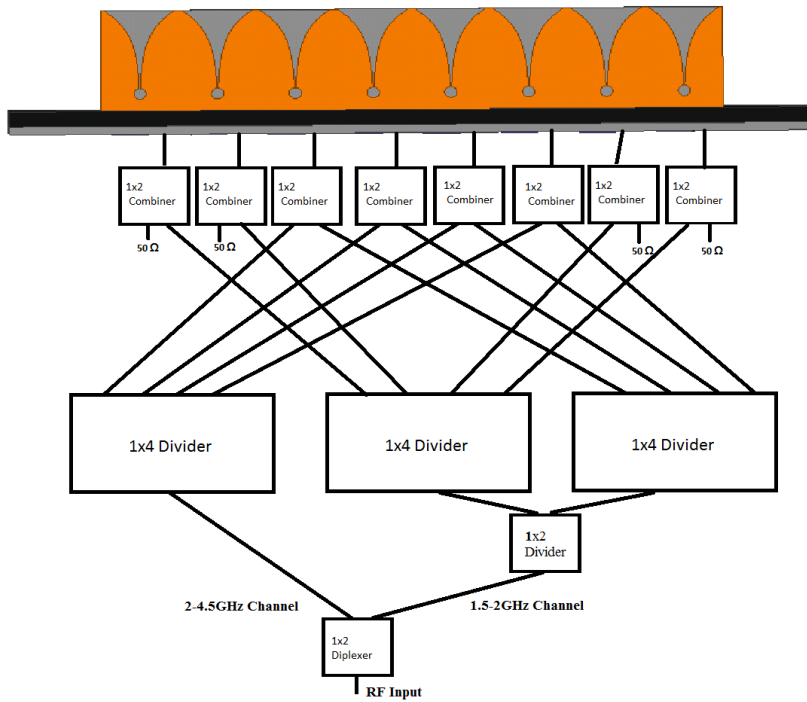 1x2
Combiner
1x2
Combiner
1x2
Combiner
1x2
Combiner
1x2
Combiner
1x2
Combiner
1x2
Combiner
1x2
Combiner
50 Ω
50 Ω
50 Ω
50 Ω
1x4 Divider
1x4 Divider
1x4 Divider
1x2
Divider
2-4.5GHz Channel
1.5-2GHz Channel
1x2
Diplexer
RF Input